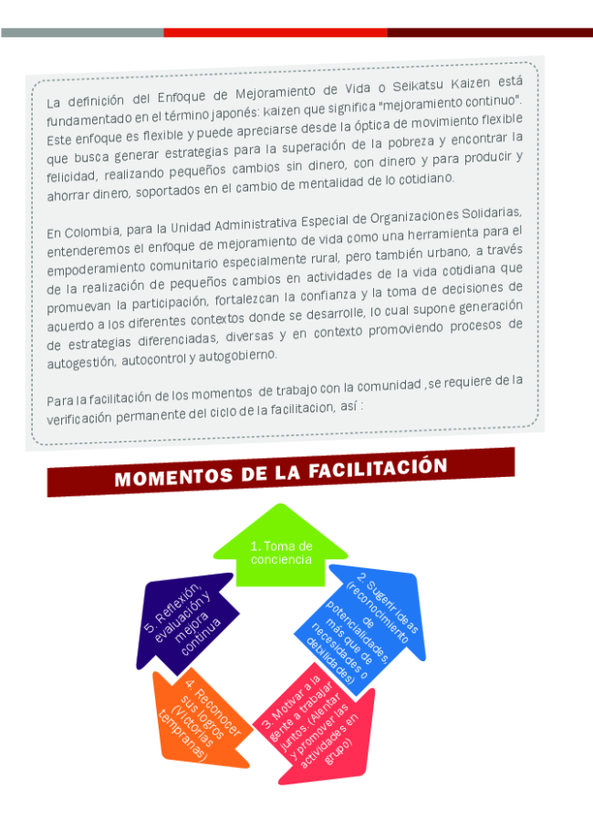 La definición del Enfoque de Mejoramiento de Vida o Seikatsu Kaizen está
fundamentado en el término japonés: kaizen que significa "mejoramiento continuo".
Este enfoque es flexible y puede apreciarse desde la óptica de movimiento flexible
que busca generar estrategias para la superación de la pobreza y encontrar la
felicidad, realizando pequeños cambios sin dinero, con dinero y para producir y
ahorrar dinero, soportados en el cambio de mentalidad de lo cotidiano.
En Colombia, para la Unidad Administrativa Especial de Organizaciones Solidarias,
entenderemos el enfoque de mejoramiento de vida como una herramienta para el
empoderamiento comunitario especialmente rural, pero también urbano, a través
de la realización de pequeños cambios en actividades de la vida cotidiana que
promuevan la participación, fortalezcan la confianza y la toma de decisiones de
acuerdo a los diferentes contextos donde se desarrolle, lo cual supone generación
de estrategias diferenciadas, diversas y en contexto promoviendo procesos de
autogestión, autocontrol y autogobierno.
Para la facilitación de los momentos de trabajo con la comunidad ,se requiere de la
verificación permanente del ciclo de la facilitacion, así :
MOMENTOS DE LA FACILITACIÓN
1. Toma de
conciencia
2. Sugerir ideas
(reconocimiento
de
potencialidades,
más que de
necesidades o
debilidades)
3. Motivar a la
gente a trabajar
juntos. (Alentar
y promover las
actividades en
grupo)
4. Reconocer
sus logros
(Victorias
tempranas)
5. Reflexión,
evaluación y
mejora
continua